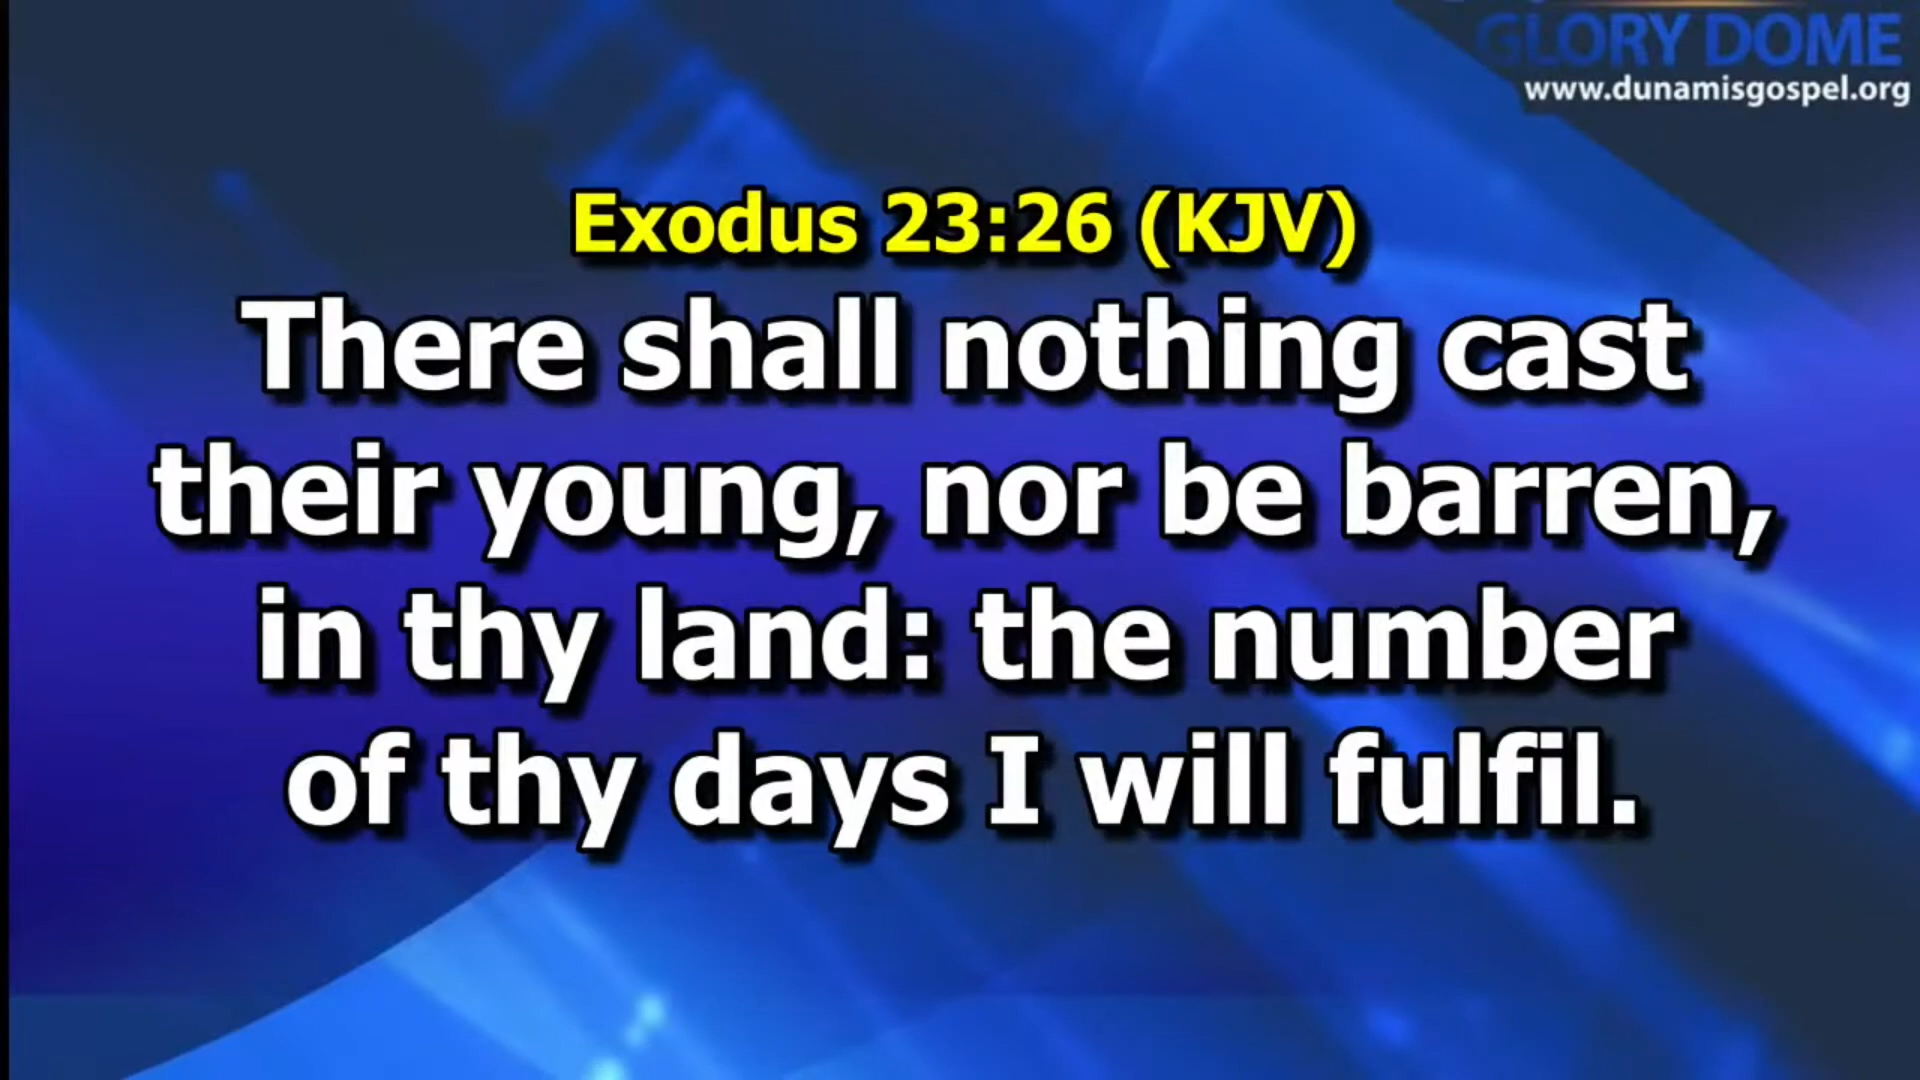 GLORY DOME
www.dunamisgospel.org
Exodus 23:26 (KJV)
There shall nothing cast
their young, nor be barren,
in thy land: the number
of thy days I will fulfil.